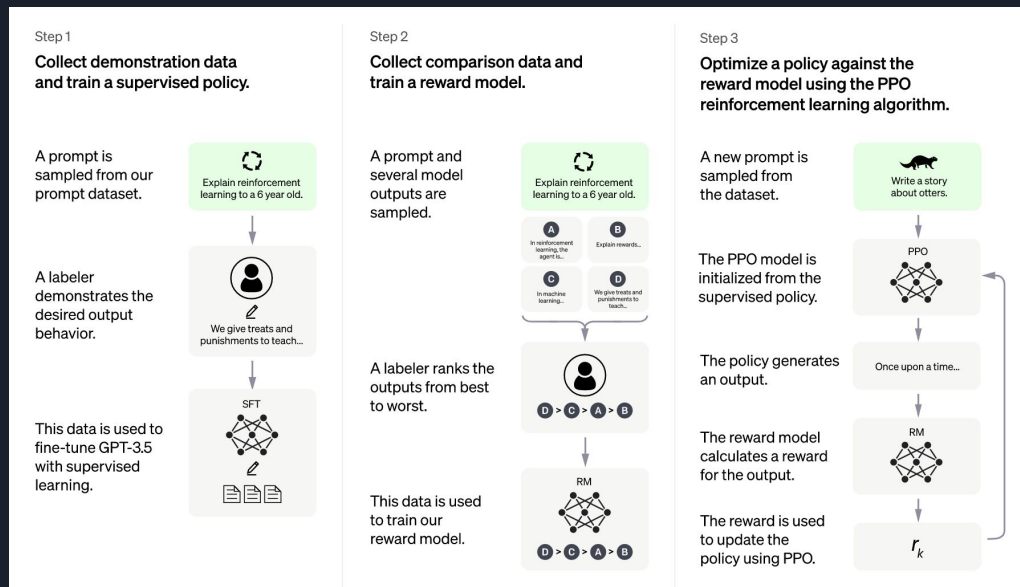 Step 1
Collect demonstration data
and train a supervised policy.
A prompt is
sampled from our
prompt dataset.
Explain reinforcement
learning to a 6 year old.
A labeler
demonstrates the
desired output
behavior.
We give treats and
punishments to teach...
This data is used to
fine-tune GPT-3.5
with supervised
learning.
SFT
Step 2
Collect comparison data and
train a reward model.
A prompt and
several model
outputs are
sampled.
Explain reinforcement
learning to a 6 year old.
A
In reinforcement
learning, the
agent is...
B
Explain rewards...
C
In machine
learning...
D
We give treats and
punishments to
teach...
A labeler ranks the
outputs from best
to worst.
D > C > A > B
This data is used
to train our
reward model.
RM
D > C > A > B
Step 3
Optimize a policy against the
reward model using the PPO
reinforcement learning algorithm.
A new prompt is
sampled from
the dataset.
Write a story
about otters.
The PPO model is
initialized from the
supervised policy.
PPO
The policy generates
an output.
Once upon a time...
The reward model
calculates a reward
for the output.
RM
The reward is used
to update the
policy using PPO.
rₖ